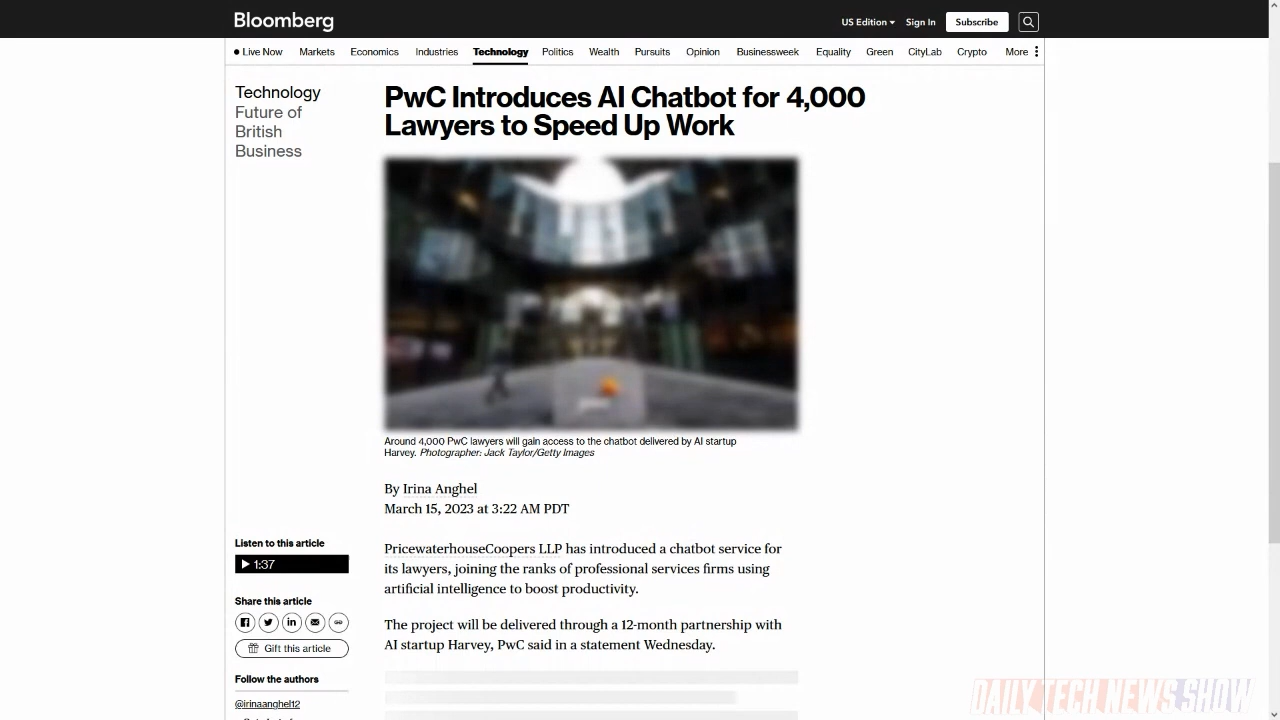 Bloomberg
US Edition
Sign In
Subscribe
Live Now
Markets
Economics
Industries
Technology
Politics
Wealth
Pursuits
Opinion
Businessweek
Equality
Green
CityLab
Crypto
More
Technology
Future of
British
Business
PwC Introduces AI Chatbot for 4,000
Lawyers to Speed Up Work
Around 4,000 PwC lawyers will gain access to the chatbot delivered by AI startup
Harvey. Photographer: Jack Taylor/Getty Images
By Irina Anghel
March 15, 2023 at 3:22 AM PDT
Listen to this article
1:37
Share this article
Gift this article
Follow the authors
@irinaanghel12
PricewaterhouseCoopers LLP has introduced a chatbot service for
its lawyers, joining the ranks of professional services firms using
artificial intelligence to boost productivity.
The project will be delivered through a 12-month partnership with
AI startup Harvey, PwC said in a statement Wednesday.
DAILY TECH NEWS SHOW